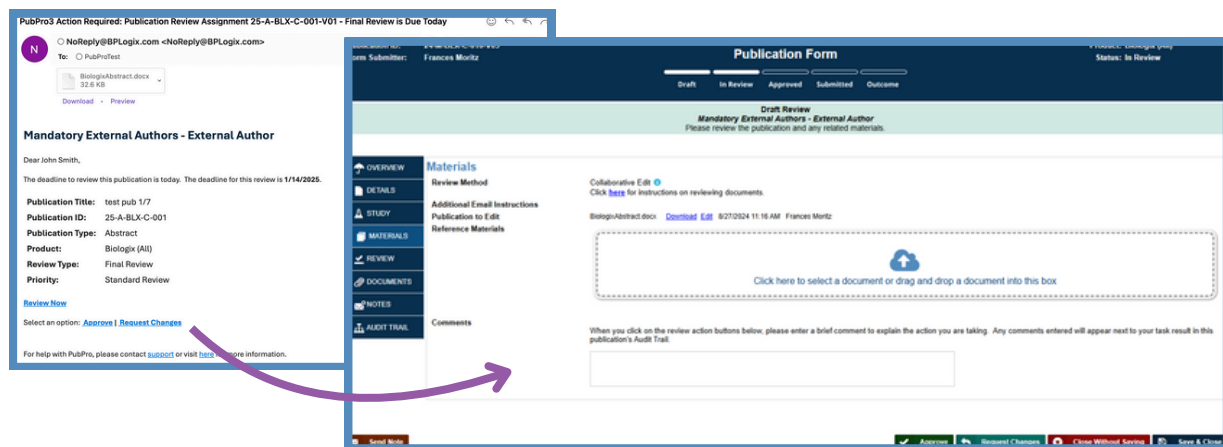 PubPro3 Action Required: Publication Review Assignment 25-A-BLX-C-001-V01 - Final Review is Due Today
N
NoReply@BPLogix.com <NoReply@BPLogix.com>
To: PubProTest
BiologixAbstract.docx
32.6 KB
Download • Preview
Mandatory External Authors - External Author
Dear John Smith,
The deadline to review this publication is today. The deadline for this review is 1/14/2025.
Publication Title: test pub 1/7
Publication ID: 25-A-BLX-C-001
Publication Type: Abstract
Product: Biologix (All)
Review Type: Final Review
Priority: Standard Review
Review Now
Select an option: Approve | Request Changes
For help with PubPro, please contact support or visit here more information.
Form Submitter: Frances Moritz
Publication Form
Status: In Review
Draft In Review Approved Submitted Outcome
Draft Review
Mandatory External Authors - External Author
Please review the publication and any related materials.
OVERVIEW
DETAILS
STUDY
MATERIALS
REVIEW
DOCUMENTS
NOTES
AUDIT TRAIL
Materials
Review Method Collaborative Edit
Click here for instructions on reviewing documents.
Additional Email Instructions
Publication to Edit BiologixAbstract.docx Download Edit 8/27/2024 11:16 AM Frances Moritz
Reference Materials
Click here to select a document or drag and drop a document into this box
Comments
When you click on the review action buttons below, please enter a brief comment to explain the action you are taking. Any comments entered will appear next to your task result in this
publication's Audit Trail.
Send Note Approve Request Changes Close Without Saving Save & Close